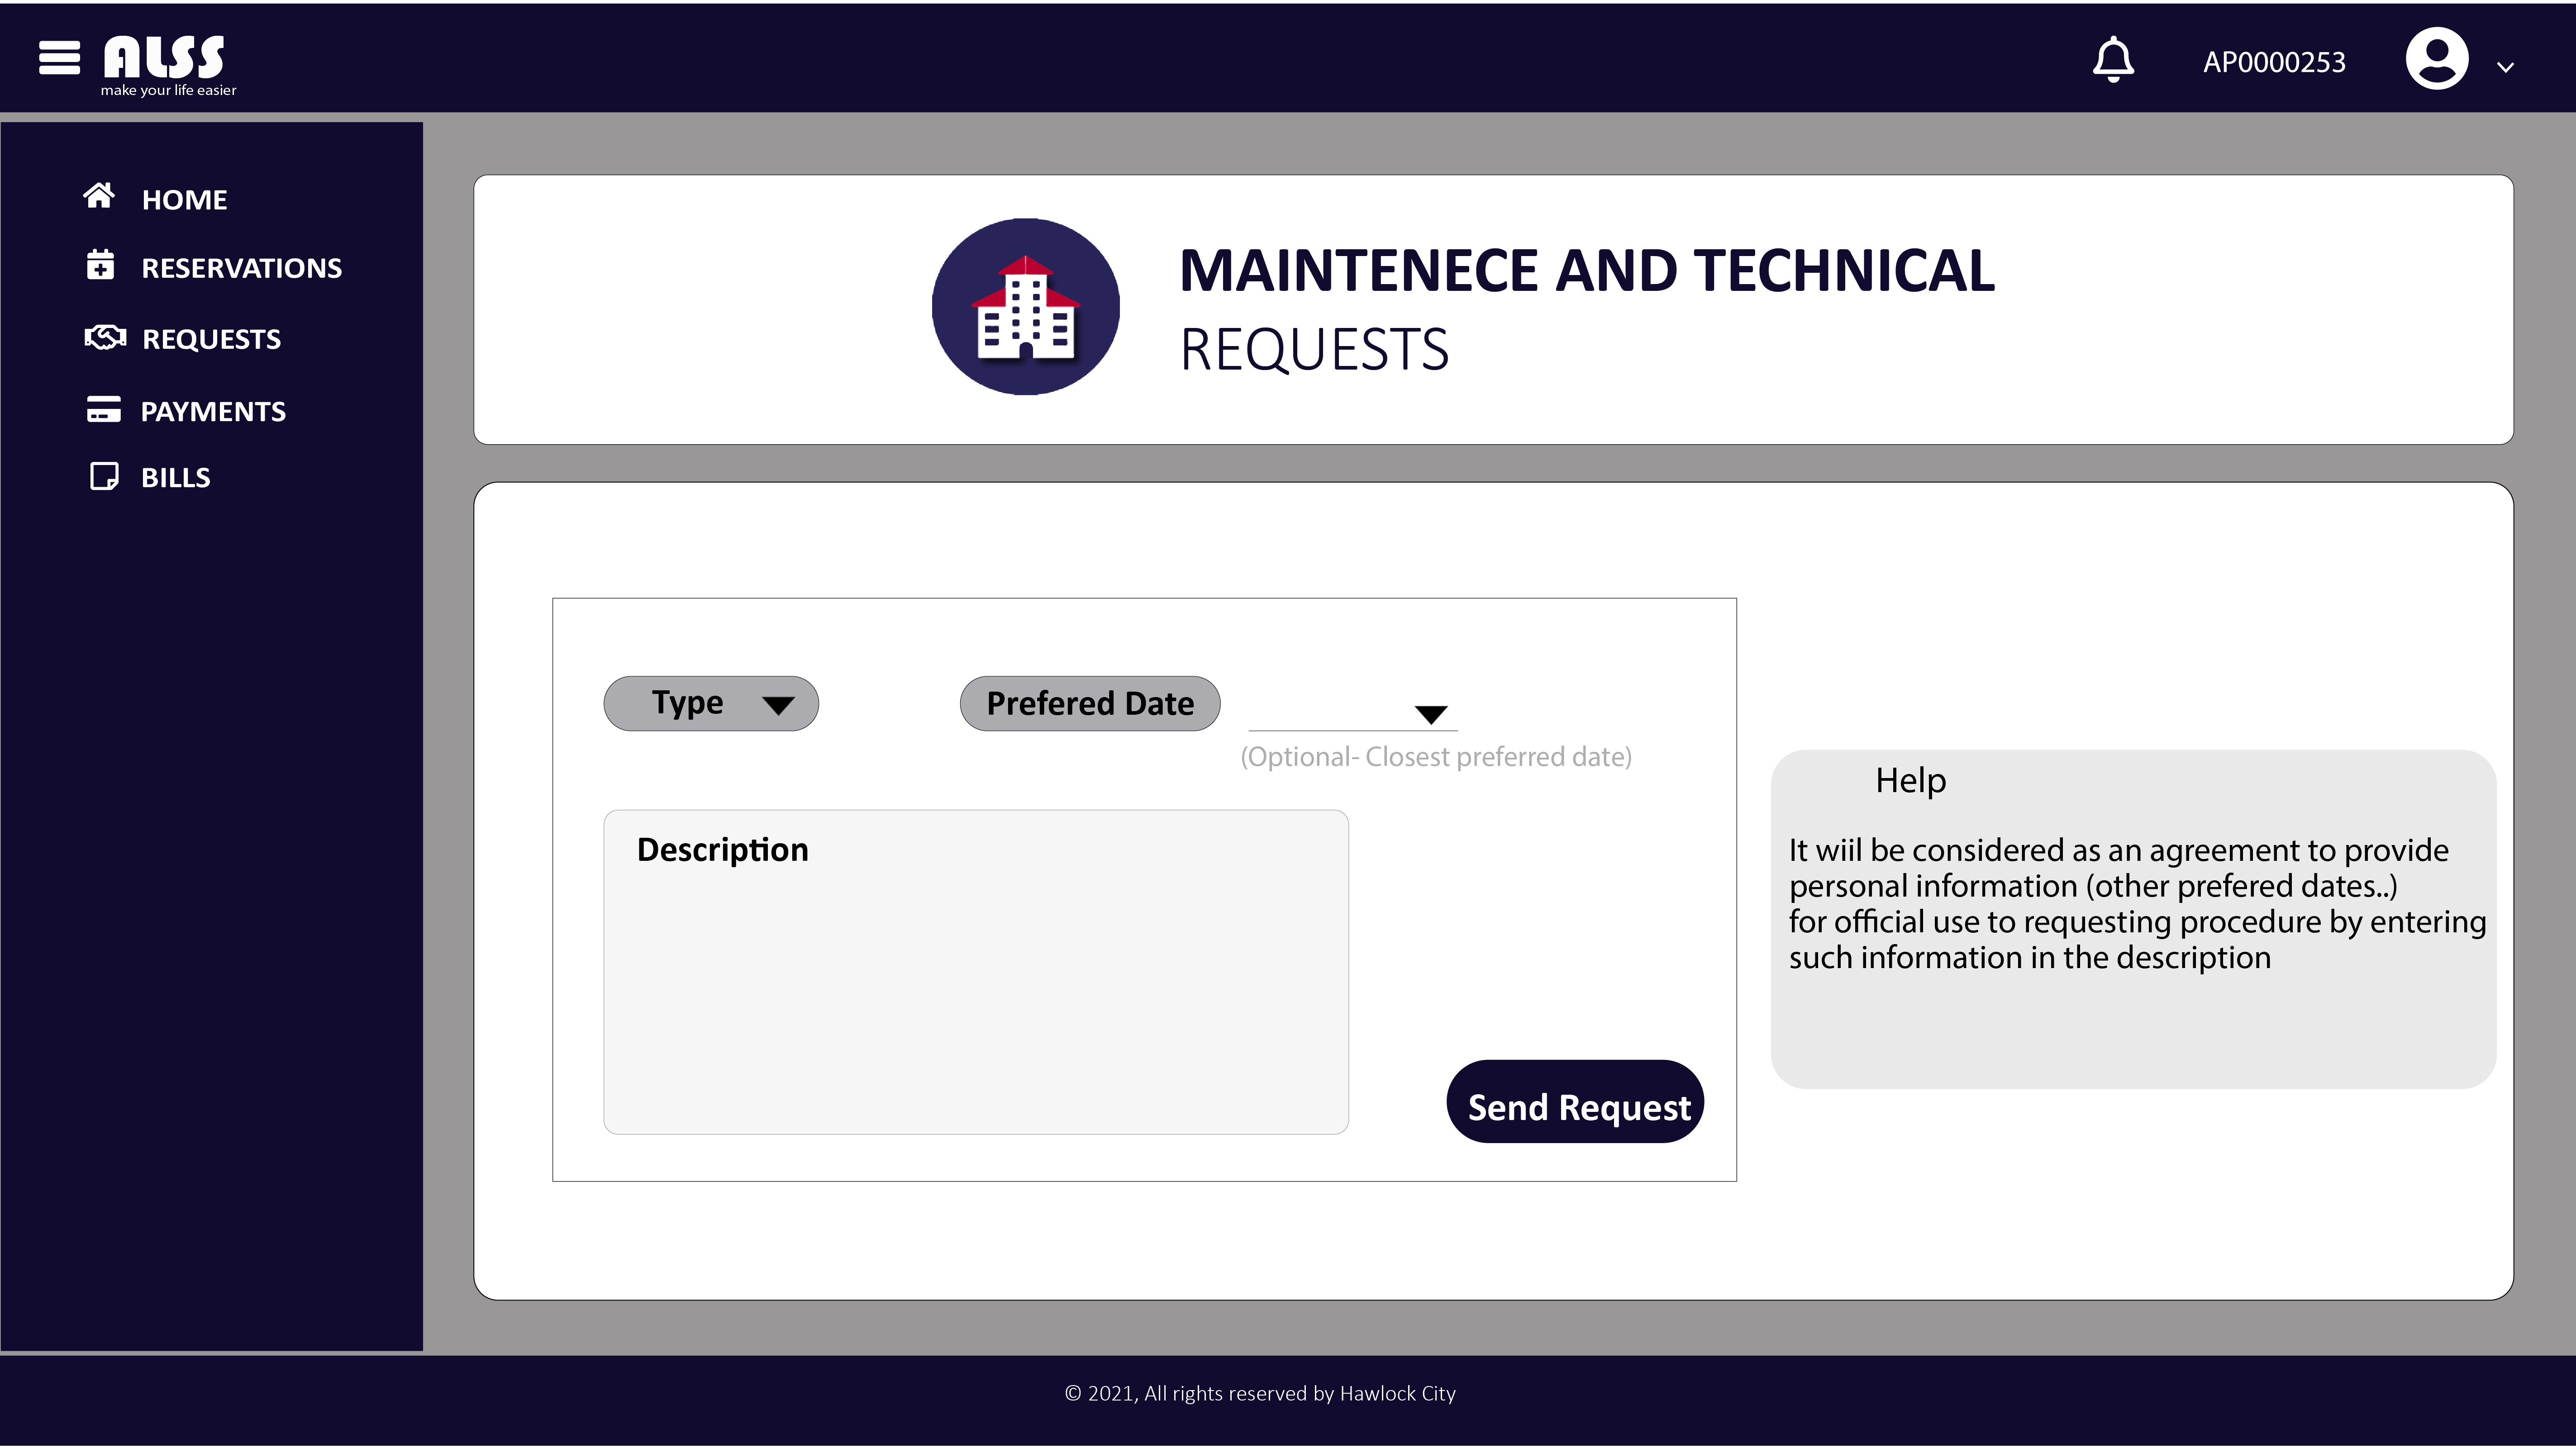 ALSS
make your life easier
AP0000253
HOME
RESERVATIONS
REQUESTS
PAYMENTS
BILLS
MAINTENECE AND TECHNICAL
REQUESTS
Type
Prefered Date
(Optional- Closest preferred date)
Description
Send Request
Help
It wiil be considered as an agreement to provide
personal information (other prefered dates..)
for official use to requesting procedure by entering
such information in the description
© 2021, All rights reserved by Hawlock City